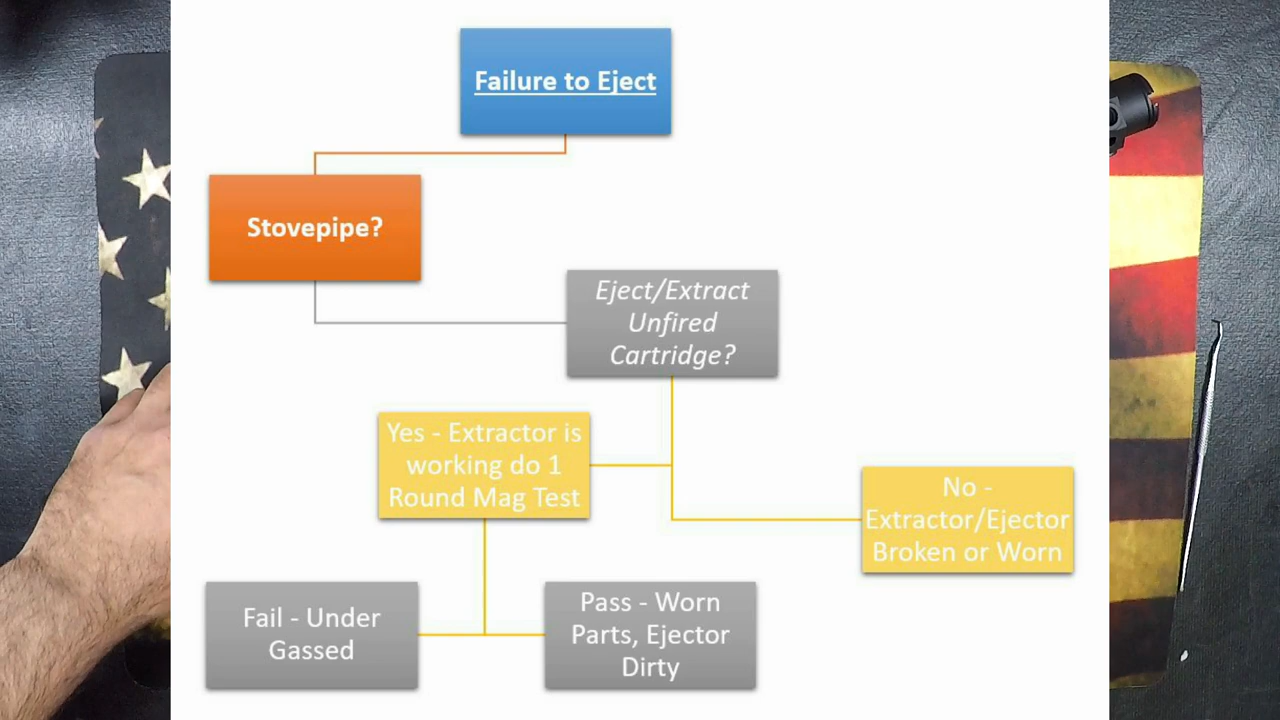 Failure to Eject
Stovepipe?
Eject/Extract
Unfired
Cartridge?
Yes - Extractor is
working do 1
Round Mag Test
No -
Extractor/Ejector
Broken or Worn
Fail - Under
Gassed
Pass - Worn
Parts, Ejector
Dirty